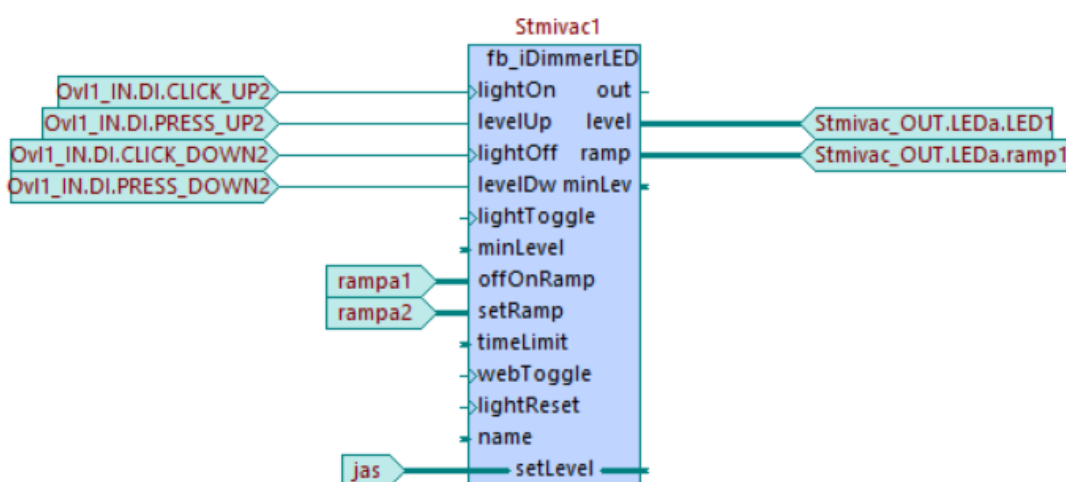 Stmivac1
fb_iDimmerLED
Ovl1_IN.DI.CLICK_UP2 lightOn out
Ovl1_IN.DI.PRESS_UP2 levelUp level Stmivac_OUT.LEDa.LED1
Ovl1_IN.DI.CLICK_DOWN2 lightOff ramp Stmivac_OUT.LEDa.ramp1
Ovl1_IN.DI.PRESS_DOWN2 levelDw minLev
lightToggle
minLevel
rampa1 offOnRamp
rampa2 setRamp
timeLimit
webToggle
lightReset
name
jas setLevel